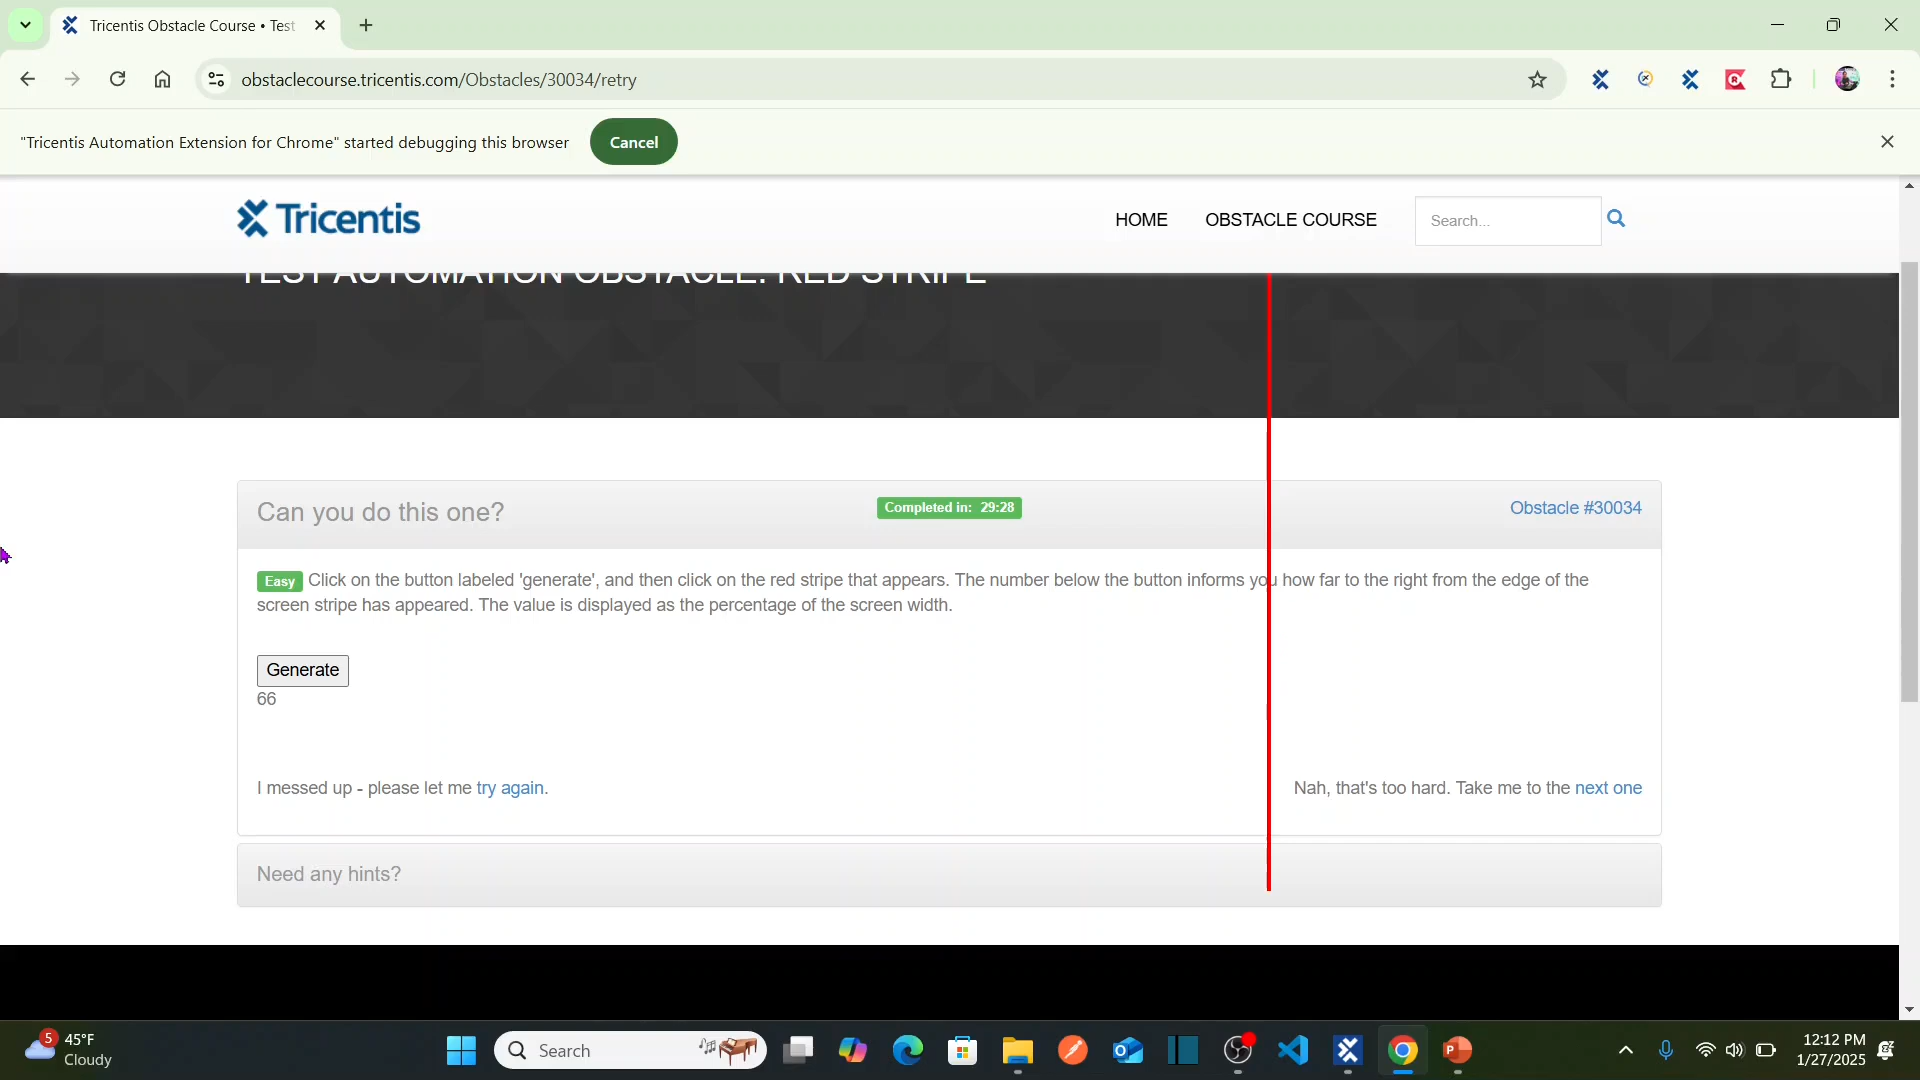 Tricentis Obstacle Course • Test
obstaclecourse.tricentis.com/Obstacles/30034/retry
"Tricentis Automation Extension for Chrome" started debugging this browser
Cancel
Tricentis
HOME
OBSTACLE COURSE
Search...
TEST AUTOMATION OBSTACLE: RED STRIPE
Can you do this one?
Completed in: 29:28
Obstacle #30034
Easy Click on the button labeled 'generate', and then click on the red stripe that appears. The number below the button informs you how far to the right from the edge of the
screen stripe has appeared. The value is displayed as the percentage of the screen width.
Generate
66
I messed up - please let me try again.
Nah, that's too hard. Take me to the next one
Need any hints?
5
45°F
Cloudy
Search
12:12 PM
1/27/2025